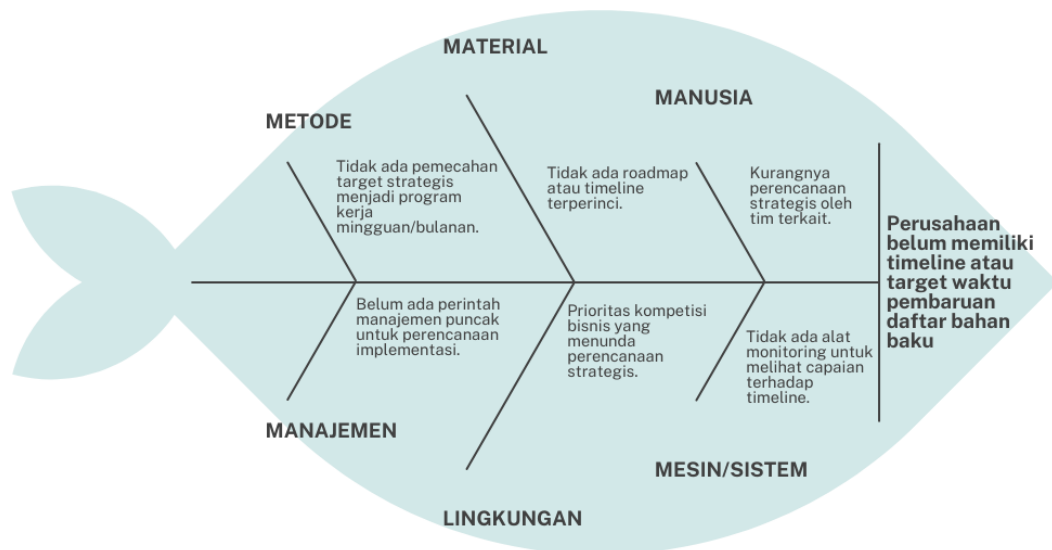 MATERIAL
MANUSIA
METODE
Tidak ada pemecahan
target strategis
menjadi program
kerja
mingguan/bulanan.
Tidak ada roadmap
atau timeline
terperinci.
Kurangnya
perencanaan
strategis oleh
tim terkait.
Perusahaan
belum memiliki
timeline atau
target waktu
pembaruan
daftar bahan
baku
Belum ada perintah
manajemen puncak
untuk perencanaan
implementasi.
Prioritas kompetisi
bisnis yang
menunda
perencanaan
strategis.
Tidak ada alat
monitoring untuk
melihat capaian
terhadap
timeline.
MANAJEMEN
MESIN/SISTEM
LINGKUNGAN